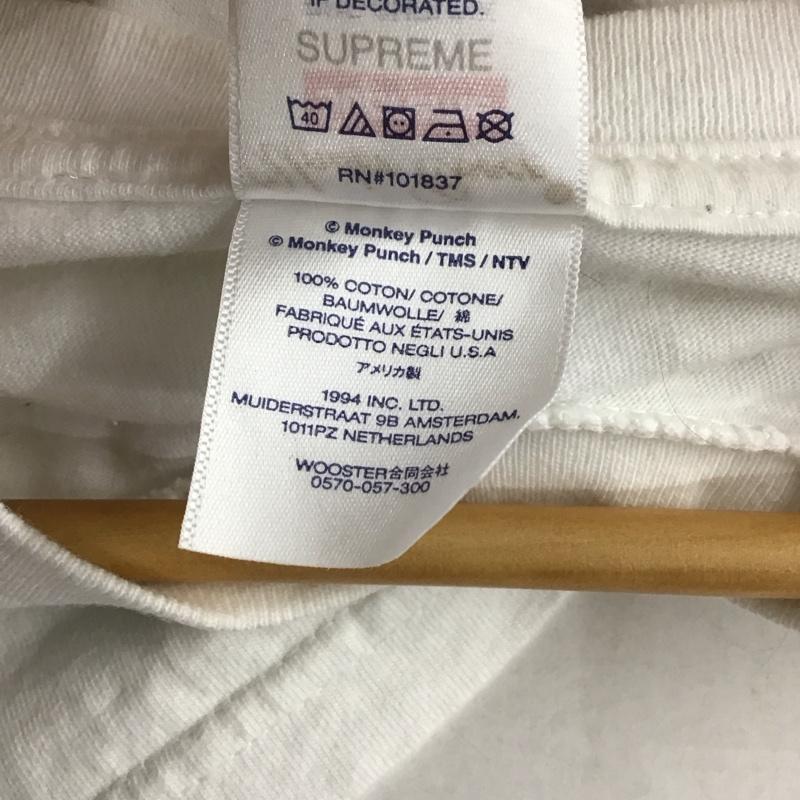 IF DECORATED.
SUPREME
40
RN#101837
© Monkey Punch
© Monkey Punch / TMS / NTV
100% COTON/ COTONE/
BAUMWOLLE/ 綿
FABRIQUÉ AUX ÉTATS-UNIS
PRODOTTO NEGLI U.S.A
アメリカ製
1994 INC. LTD.
MUIDERSTRAAT 9B AMSTERDAM.
1011PZ NETHERLANDS
WOOSTER合同会社
0570-057-300